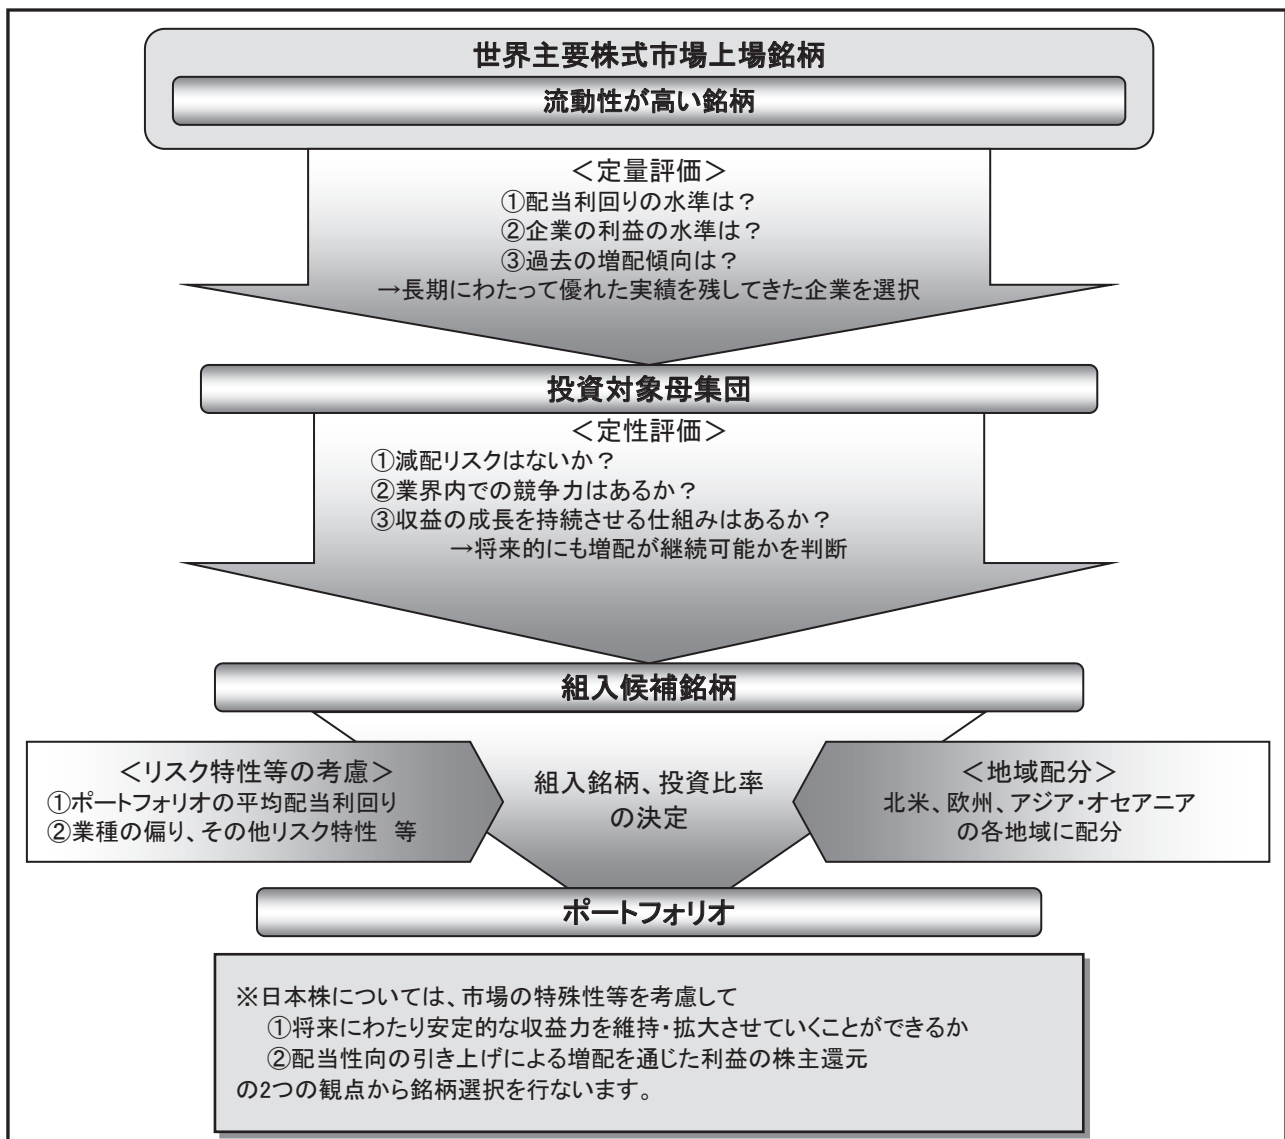 世界主要株式市場上場銘柄
流動性が高い銘柄
＜定量評価＞
①配当利回りの水準は？
②企業の利益の水準は？
③過去の増配傾向は？
→長期にわたって優れた実績を残してきた企業を選択
投資対象母集団
＜定性評価＞
①減配リスクはないか？
②業界内での競争力はあるか？
③収益の成長を持続させる仕組みはあるか？
→将来的にも増配が継続可能かを判断
組入候補銘柄
＜リスク特性等の考慮＞
①ポートフォリオの平均配当利回り
②業種の偏り、その他リスク特性　等
組入銘柄、投資比率
の決定
＜地域配分＞
北米、欧州、アジア・オセアニア
の各地域に配分
ポートフォリオ
※日本株については、市場の特殊性等を考慮して
①将来にわたり安定的な収益力を維持・拡大させていくことができるか
②配当性向の引き上げによる増配を通じた利益の株主還元
の2つの観点から銘柄選択を行ないます。